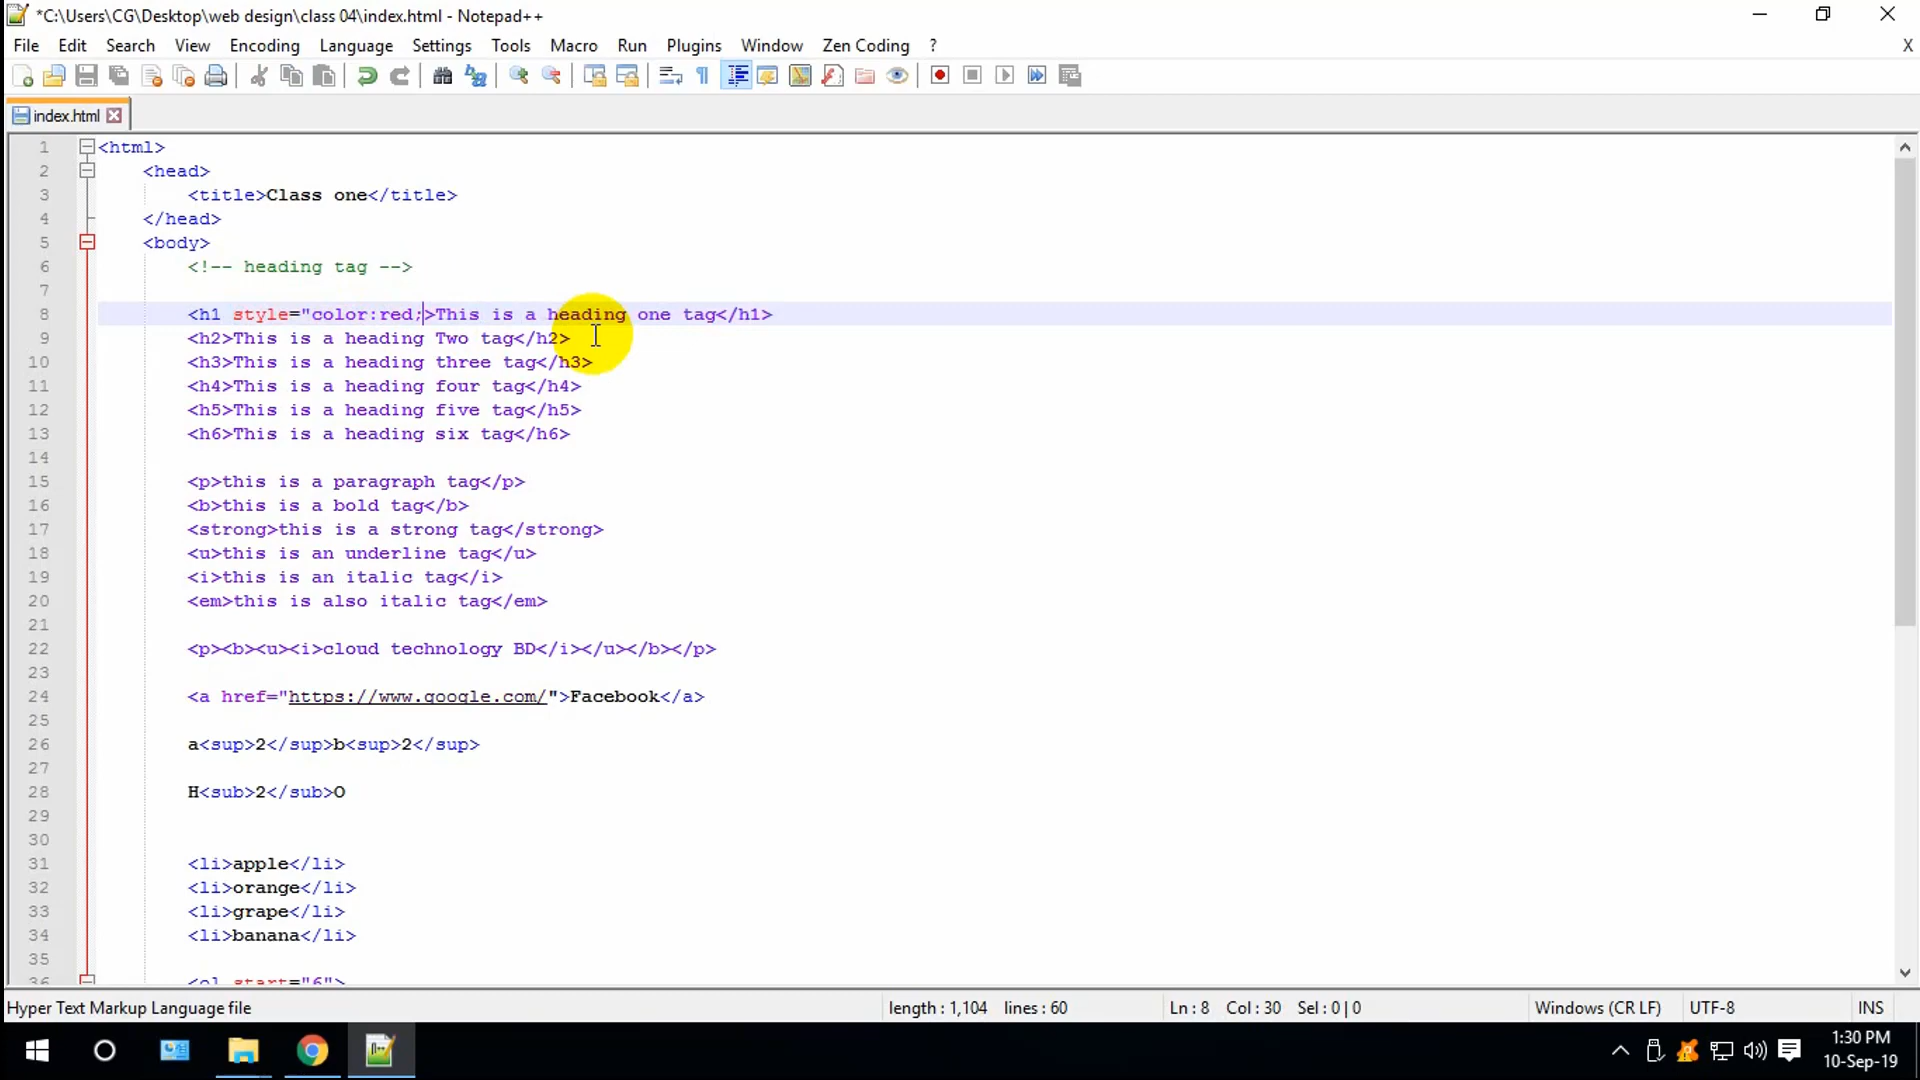 *C:\Users\CG\Desktop\web design\class 04\index.html - Notepad++
File Edit Search View Encoding Language Settings Tools Macro Run Plugins Window Zen Coding ? X
index.html
1 <html>
2 <head>
3 <title>Class one</title>
4 </head>
5 <body>
6 <!-- heading tag -->
7
8 <h1 style="color:red;>This is a heading one tag</h1>
9 <h2>This is a heading Two tag</h2>
10 <h3>This is a heading three tag</h3>
11 <h4>This is a heading four tag</h4>
12 <h5>This is a heading five tag</h5>
13 <h6>This is a heading six tag</h6>
14
15 <p>this is a paragraph tag</p>
16 <b>this is a bold tag</b>
17 <strong>this is a strong tag</strong>
18 <u>this is an underline tag</u>
19 <i>this is an italic tag</i>
20 <em>this is also italic tag</em>
21
22 <p><b><u><i>cloud technology BD</i></u></b></p>
23
24 <a href="https://www.google.com/">Facebook</a>
25
26 a<sup>2</sup>b<sup>2</sup>
27
28 H<sub>2</sub>O
29
30
31 <li>apple</li>
32 <li>orange</li>
33 <li>grape</li>
34 <li>banana</li>
35
36 <ol start="6">
Hyper Text Markup Language file length : 1,104 lines : 60 Ln : 8 Col : 30 Sel : 0 | 0 Windows (CR LF) UTF-8 INS
1:30 PM
10-Sep-19